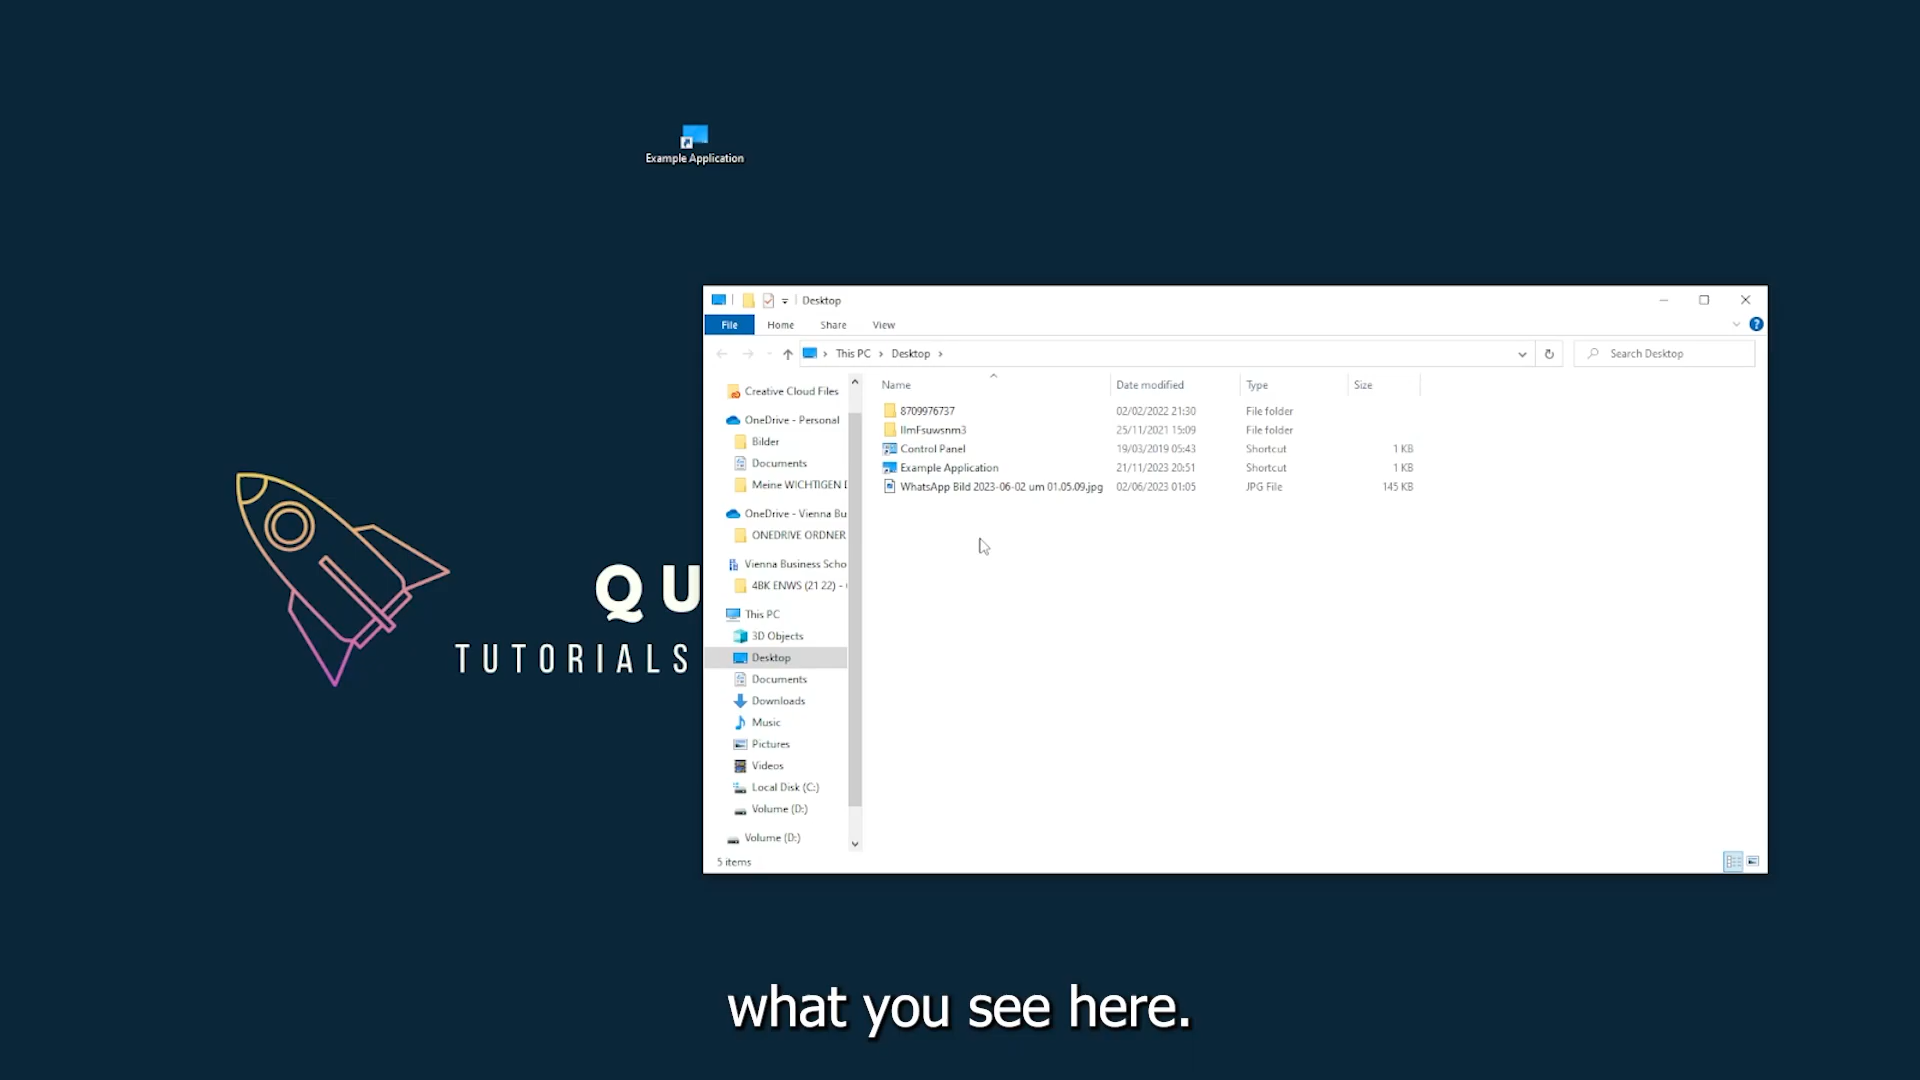 Example Application
QU
TUTORIALS
Desktop
File Home Share View
This PC Desktop
Search Desktop
Name Date modified Type Size
8709976737 02/02/2022 21:30 File folder
IImFsuwsnm3 25/11/2021 15:09 File folder
Control Panel 19/03/2019 05:43 Shortcut 1 KB
Example Application 21/11/2023 20:51 Shortcut 1 KB
WhatsApp Bild 2023-06-02 um 01.05.09.jpg 02/06/2023 01:05 JPG File 145 KB
Creative Cloud Files
OneDrive - Personal
Bilder
Documents
Meine WICHTIGEN
OneDrive - Vienna Bu
ONEDRIVE ORDNER
Vienna Business Scho
4BK ENWS (21 22) -
This PC
3D Objects
Desktop
Documents
Downloads
Music
Pictures
Videos
Local Disk (C:)
Volume (D:)
Volume (D:)
5 items
what you see here.